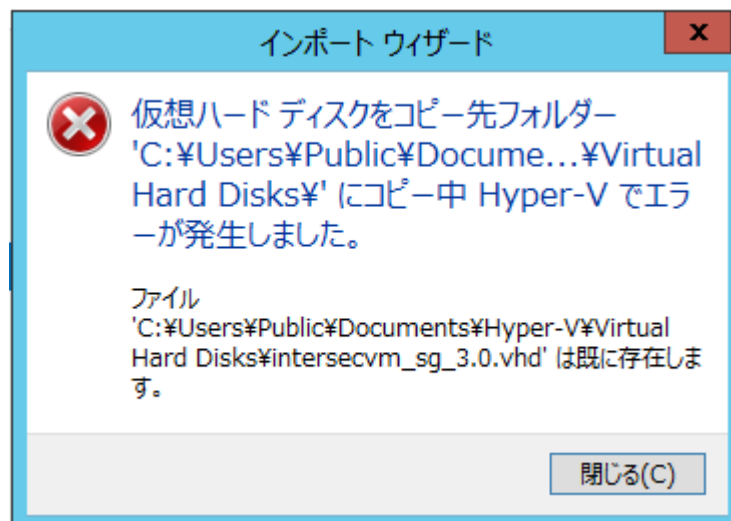 インポート ウィザード
x
仮想ハード ディスクをコピー先フォルダー
'C:¥Users¥Public¥Docume...¥Virtual
Hard Disks¥' にコピー中 Hyper-V でエラ
ーが発生しました。
ファイル
'C:¥Users¥Public¥Documents¥Hyper-V¥Virtual
Hard Disks¥intersecvm_sg_3.0.vhd' は既に存在しま
す。
閉じる(C)